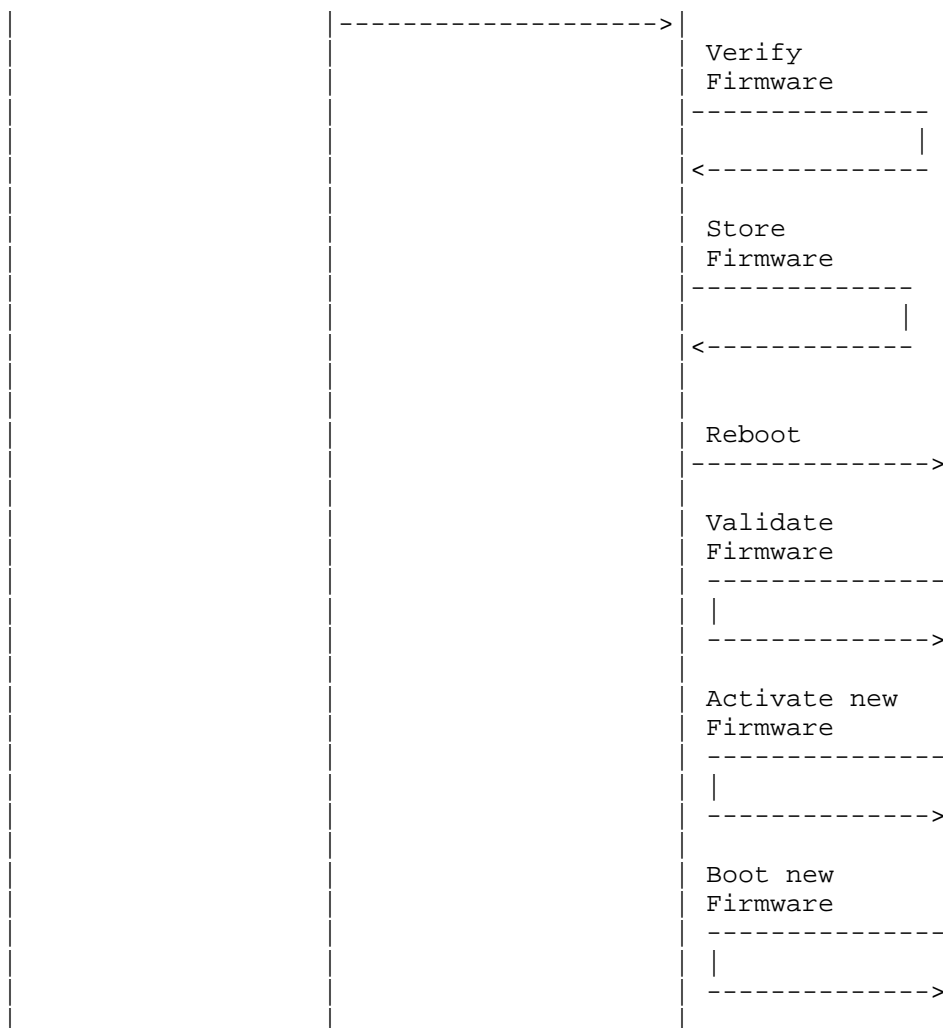 Verify
Firmware
Store
Firmware
Reboot
Validate
Firmware
Activate new
Firmware
Boot new
Firmware